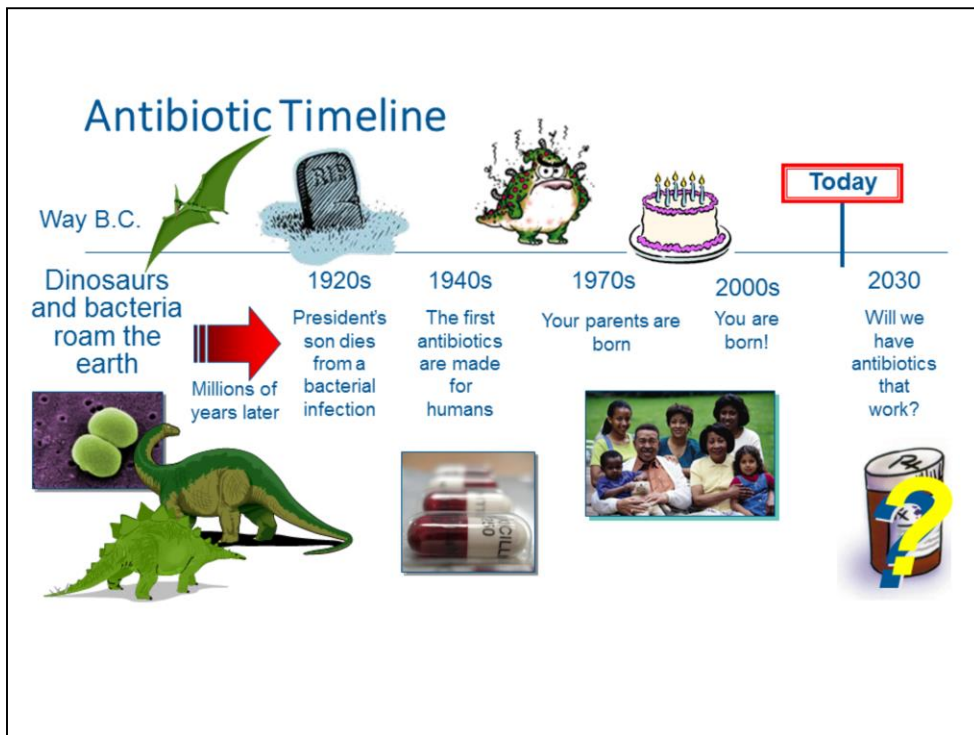 Antibiotic Timeline
RIP
Today
Way B.C.
Dinosaurs
and bacteria
roam the
earth
Millions of
years later
1920s
President's
son dies
from a
bacterial
infection
1940s
The first
antibiotics
are made
for
humans
1970s
Your parents are
born
2000s
You are
born!
2030
Will we
have
antibiotics
that
work?
CILLI